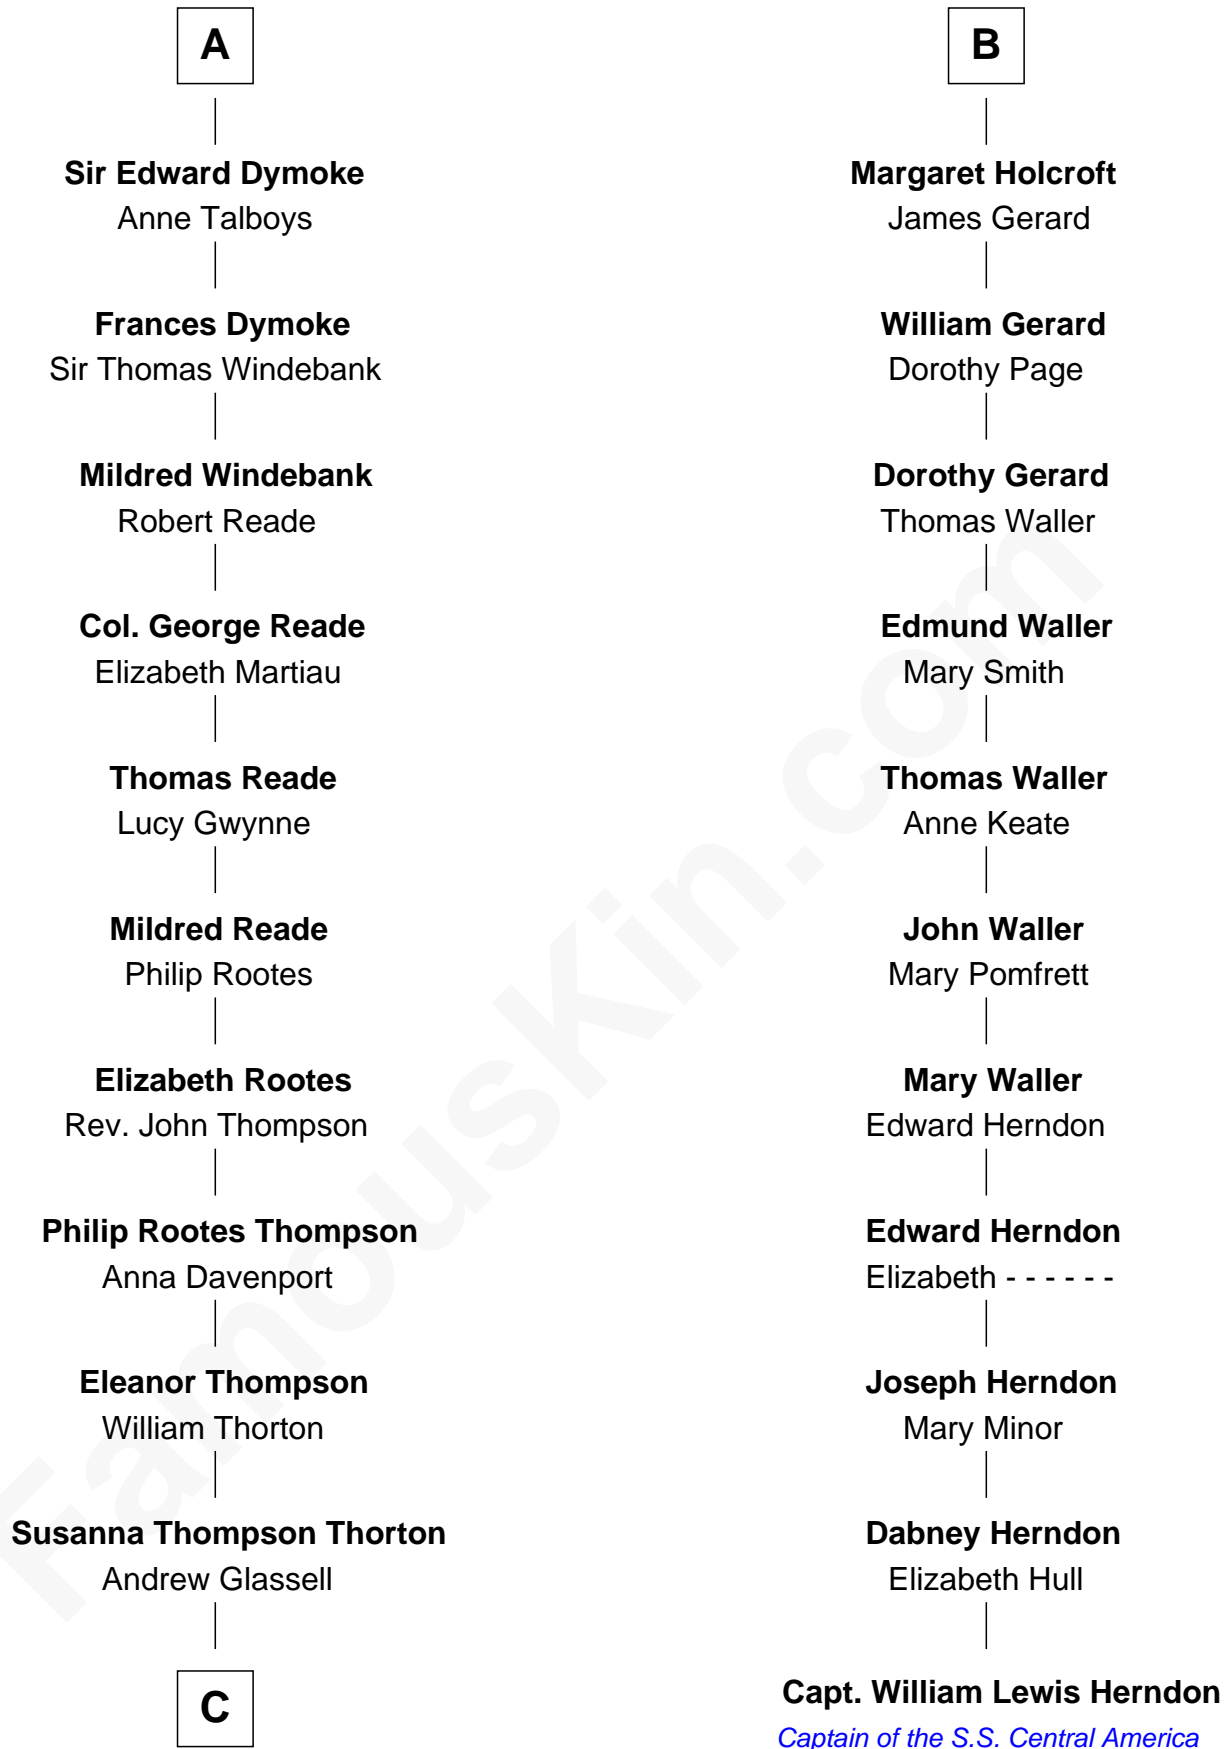 A
Sir Edward Dymoke
Anne Talboys
Frances Dymoke
Sir Thomas Windebank
Mildred Windebank
Robert Reade
Col. George Reade
Elizabeth Martiau
Thomas Reade
Lucy Gwynne
Mildred Reade
Philip Rootes
Elizabeth Rootes
Rev. John Thompson
Philip Rootes Thompson
Anna Davenport
Eleanor Thompson
William Thorton
Susanna Thompson Thorton
Andrew Glassell
C
B
Margaret Holcroft
James Gerard
William Gerard
Dorothy Page
Dorothy Gerard
Thomas Waller
Edmund Waller
Mary Smith
Thomas Waller
Anne Keate
John Waller
Mary Pomfrett
Mary Waller
Edward Herndon
Edward Herndon
Elizabeth - - - - - -
Joseph Herndon
Mary Minor
Dabney Herndon
Elizabeth Hull
Capt. William Lewis Herndon
Captain of the S.S. Central America
FamousKin.com